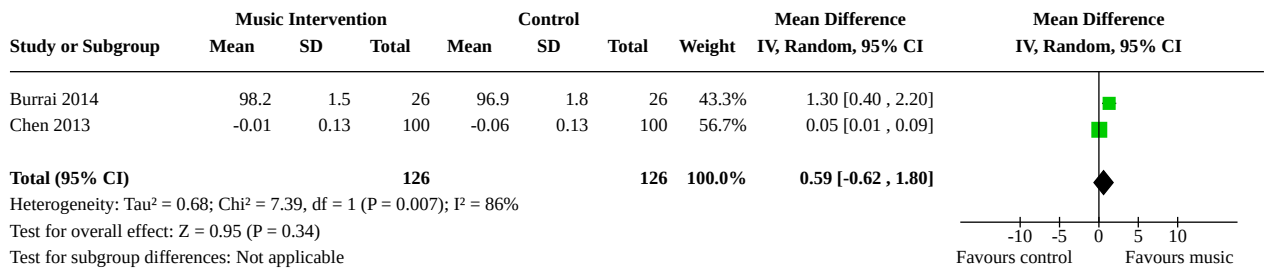 Music Intervention Control Mean Difference Mean Difference
Study or Subgroup Mean SD Total Mean SD Total Weight IV, Random, 95% CI IV, Random, 95% CI
Burrai 2014 98.2 1.5 26 96.9 1.8 26 43.3% 1.30 [0.40 , 2.20]
Chen 2013 -0.01 0.13 100 -0.06 0.13 100 56.7% 0.05 [0.01 , 0.09]
Total (95% CI) 126 126 100.0% 0.59 [-0.62 , 1.80]
Heterogeneity: Tau² = 0.68; Chi² = 7.39, df = 1 (P = 0.007); I² = 86%
Test for overall effect: Z = 0.95 (P = 0.34) -10 -5 0 5 10
Test for subgroup differences: Not applicable Favours control Favours music